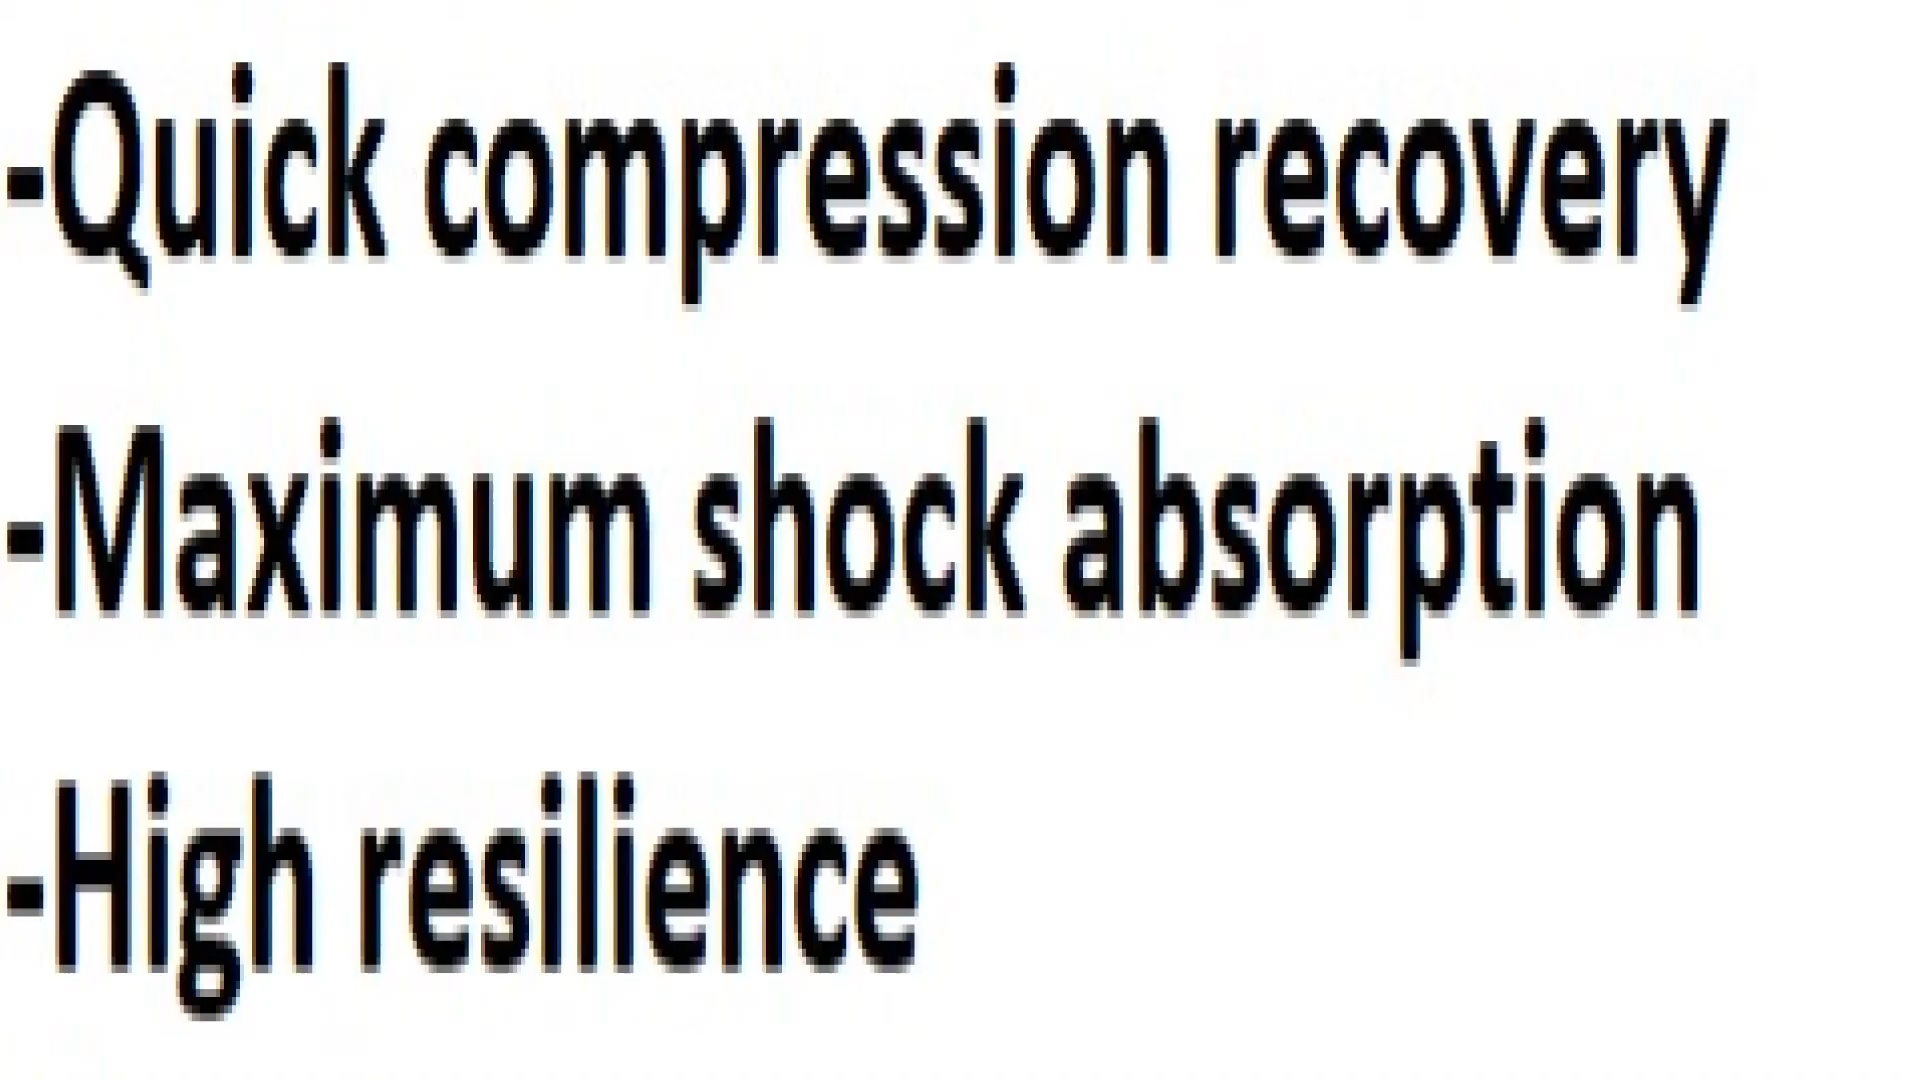 -Quick compression recovery
-Maximum shock absorption
-High resilience